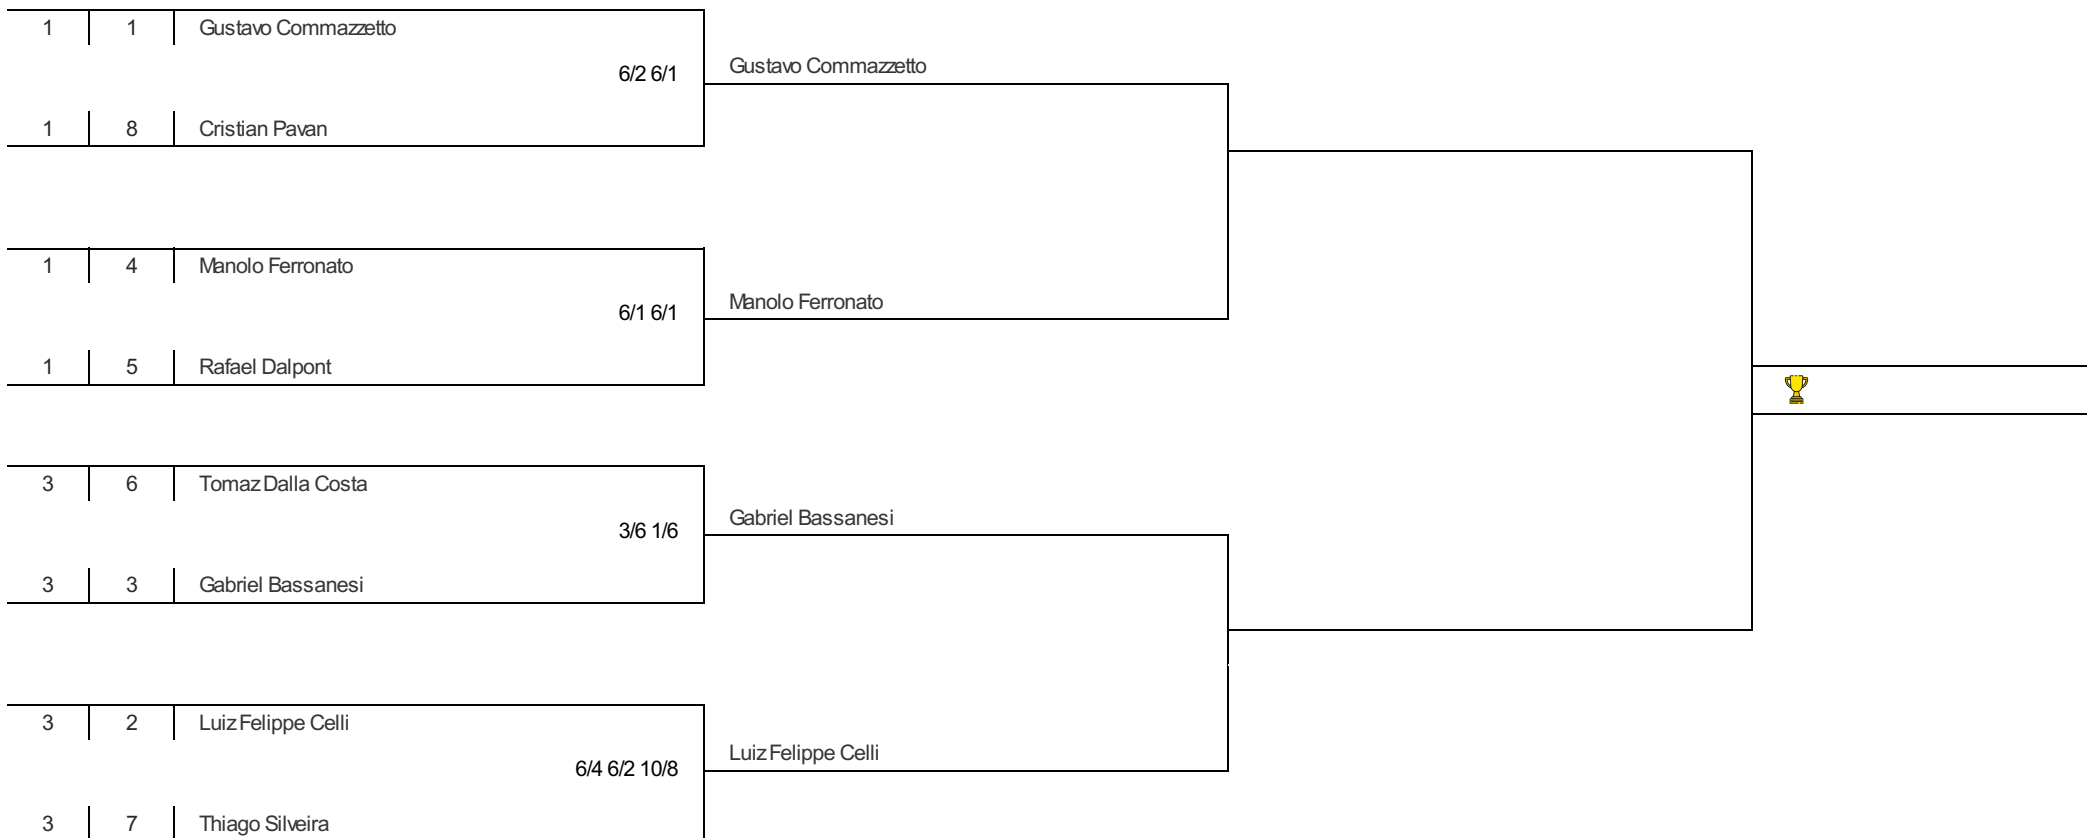 1 1 Gustavo Commazzetto
6/2 6/1
Gustavo Commazzetto
1 8 Cristian Pavan
1 4 Manolo Ferronato
6/1 6/1
Manolo Ferronato
1 5 Rafael Dalpont
3 6 Tomaz Dalla Costa
3/6 1/6
Gabriel Bassanesi
3 3 Gabriel Bassanesi
3 2 Luiz Felippe Celli
6/4 6/2 10/8
Luiz Felippe Celli
3 7 Thiago Silveira